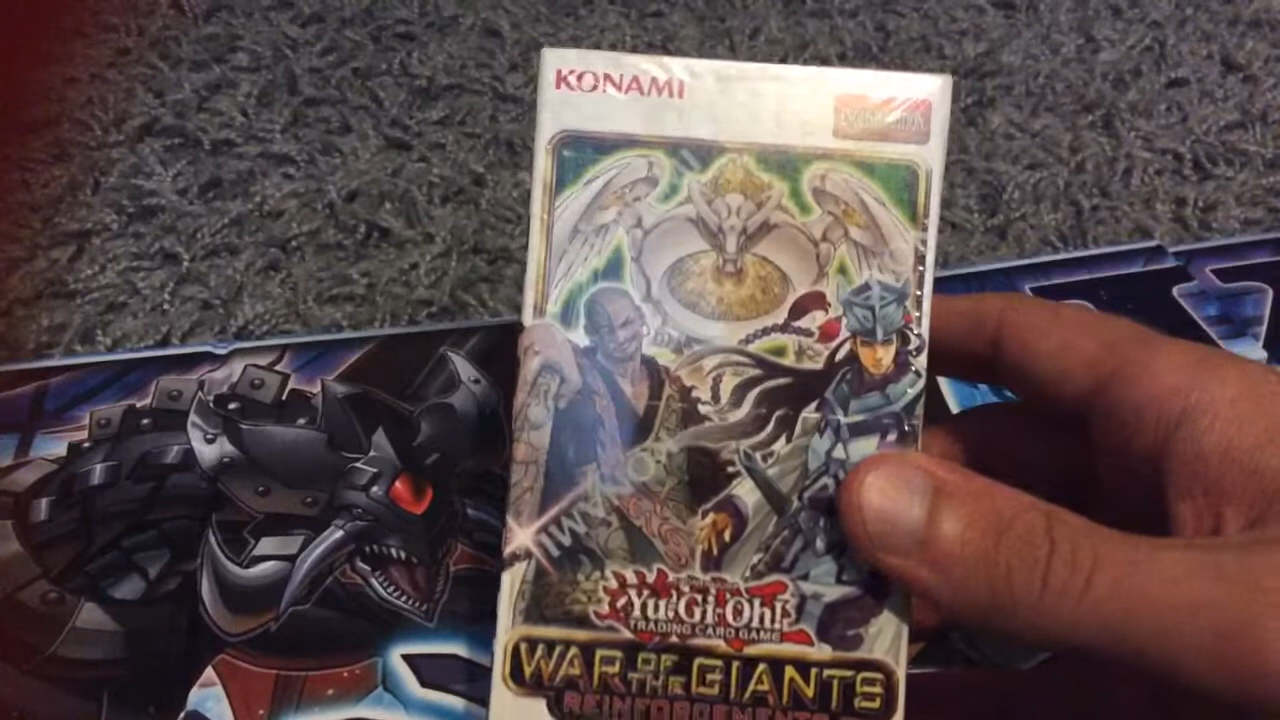 KONAMI
Yu-Gi-Oh!
TRADING CARD GAME
WAR OF THE GIANTS
REINFORCEMENTS